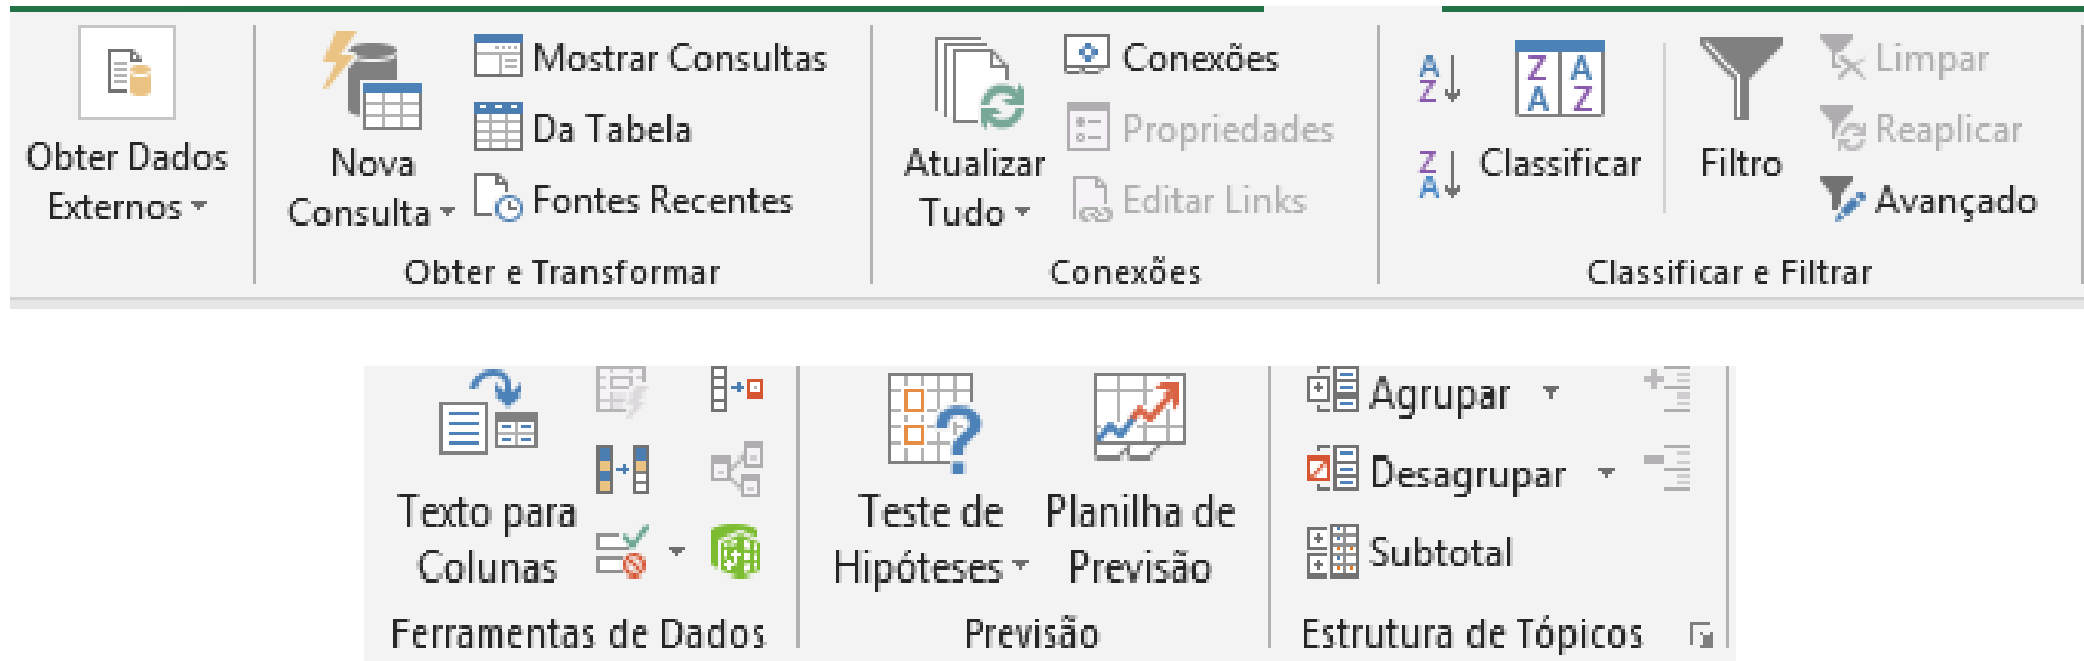 Obter Dados
Externos
Nova
Consulta
Mostrar Consultas
Da Tabela
Fontes Recentes
Obter e Transformar
Atualizar
Tudo
Conexões
Propriedades
Editar Links
Conexões
A
Z
Z
A
Z A
A Z
Classificar
Filtro
Limpar
Reaplicar
Avançado
Classificar e Filtrar
Texto para
Colunas
Ferramentas de Dados
?
Teste de
Hipóteses
Planilha de
Previsão
Previsão
Agrupar
Desagrupar
Subtotal
Estrutura de Tópicos